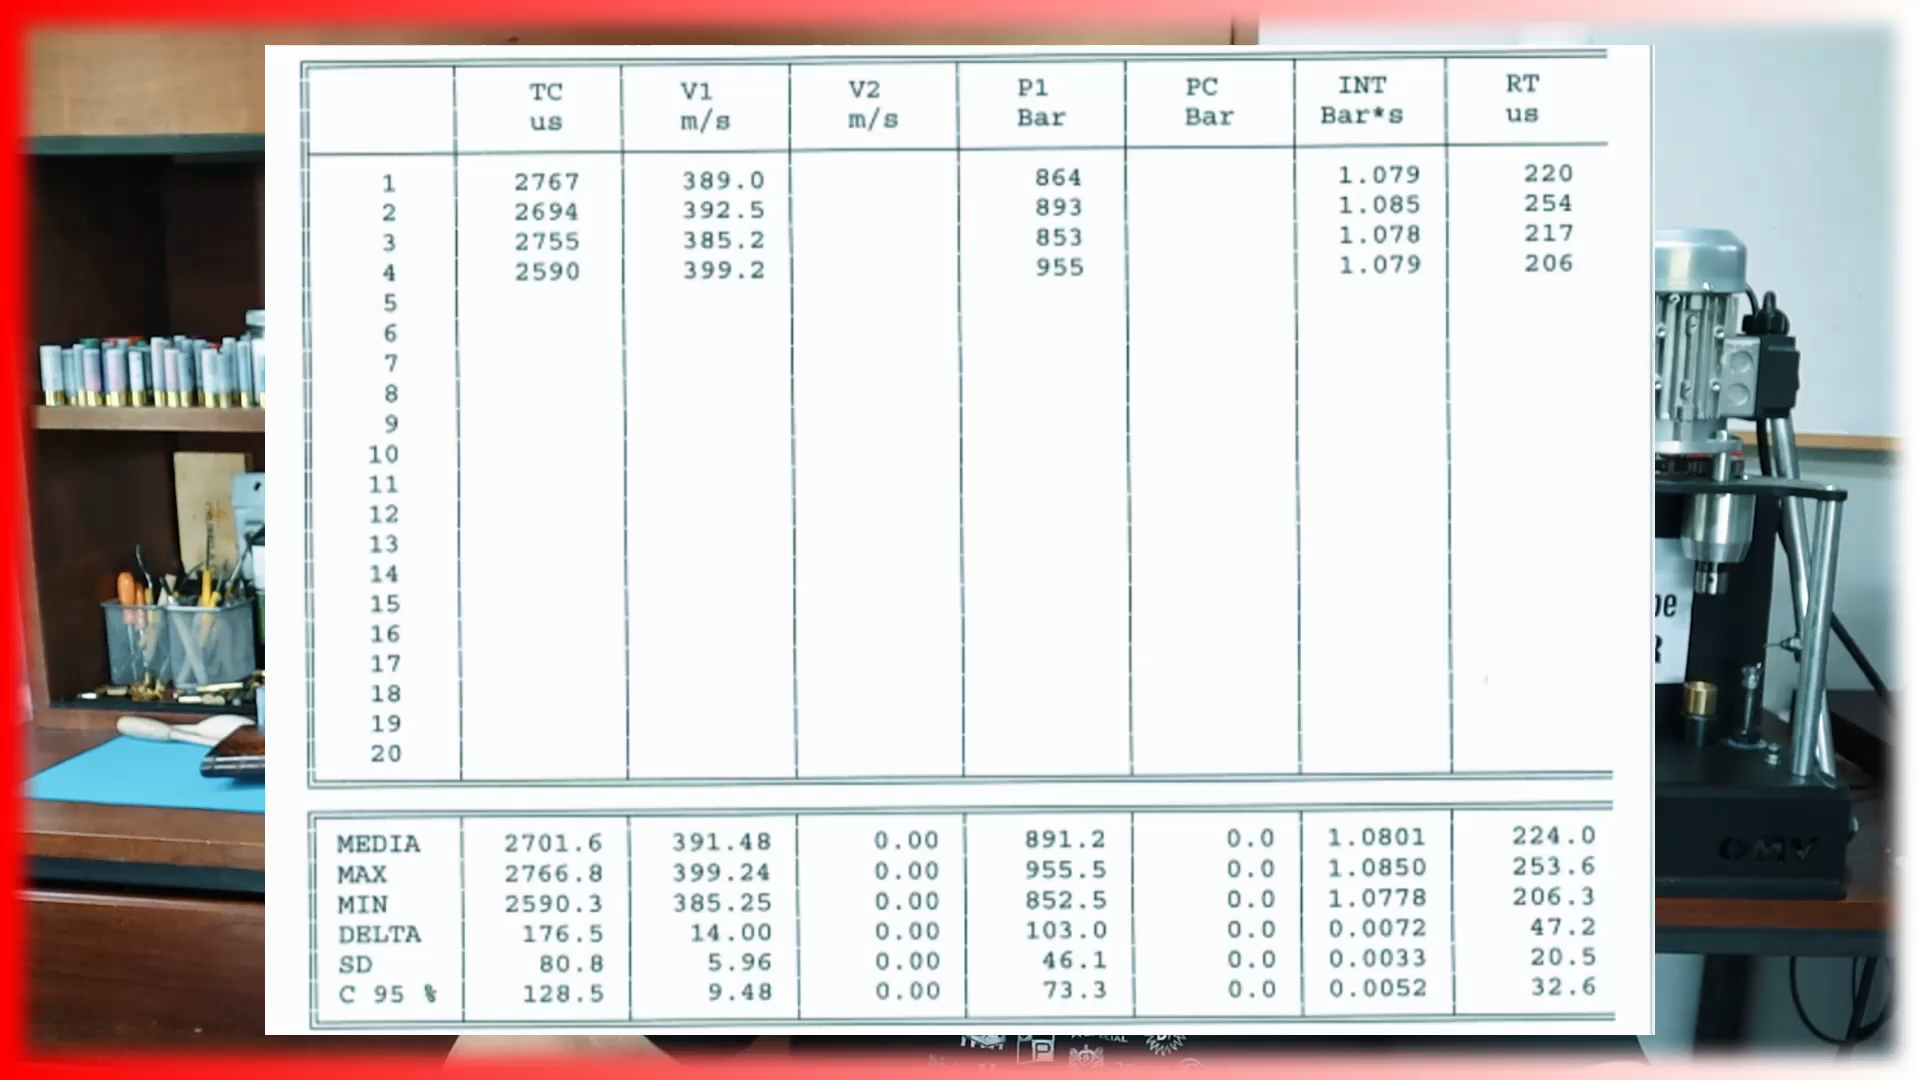 TC V1 V2 P1 PC INT RT
us m/s m/s Bar Bar Bar*s us
1 2767 389.0 864 1.079 220
2 2694 392.5 893 1.085 254
3 2755 385.2 853 1.078 217
4 2590 399.2 955 1.079 206
5
6
7
8
9
10
11
12
13
14
15
16
17
18
19
20
MEDIA 2701.6 391.48 0.00 891.2 0.0 1.0801 224.0
MAX 2766.8 399.24 0.00 955.5 0.0 1.0850 253.6
MIN 2590.3 385.25 0.00 852.5 0.0 1.0778 206.3
DELTA 176.5 14.00 0.00 103.0 0.0 0.0072 47.2
SD 80.8 5.96 0.00 46.1 0.0 0.0033 20.5
C 95 % 128.5 9.48 0.00 73.3 0.0 0.0052 32.6
OMV